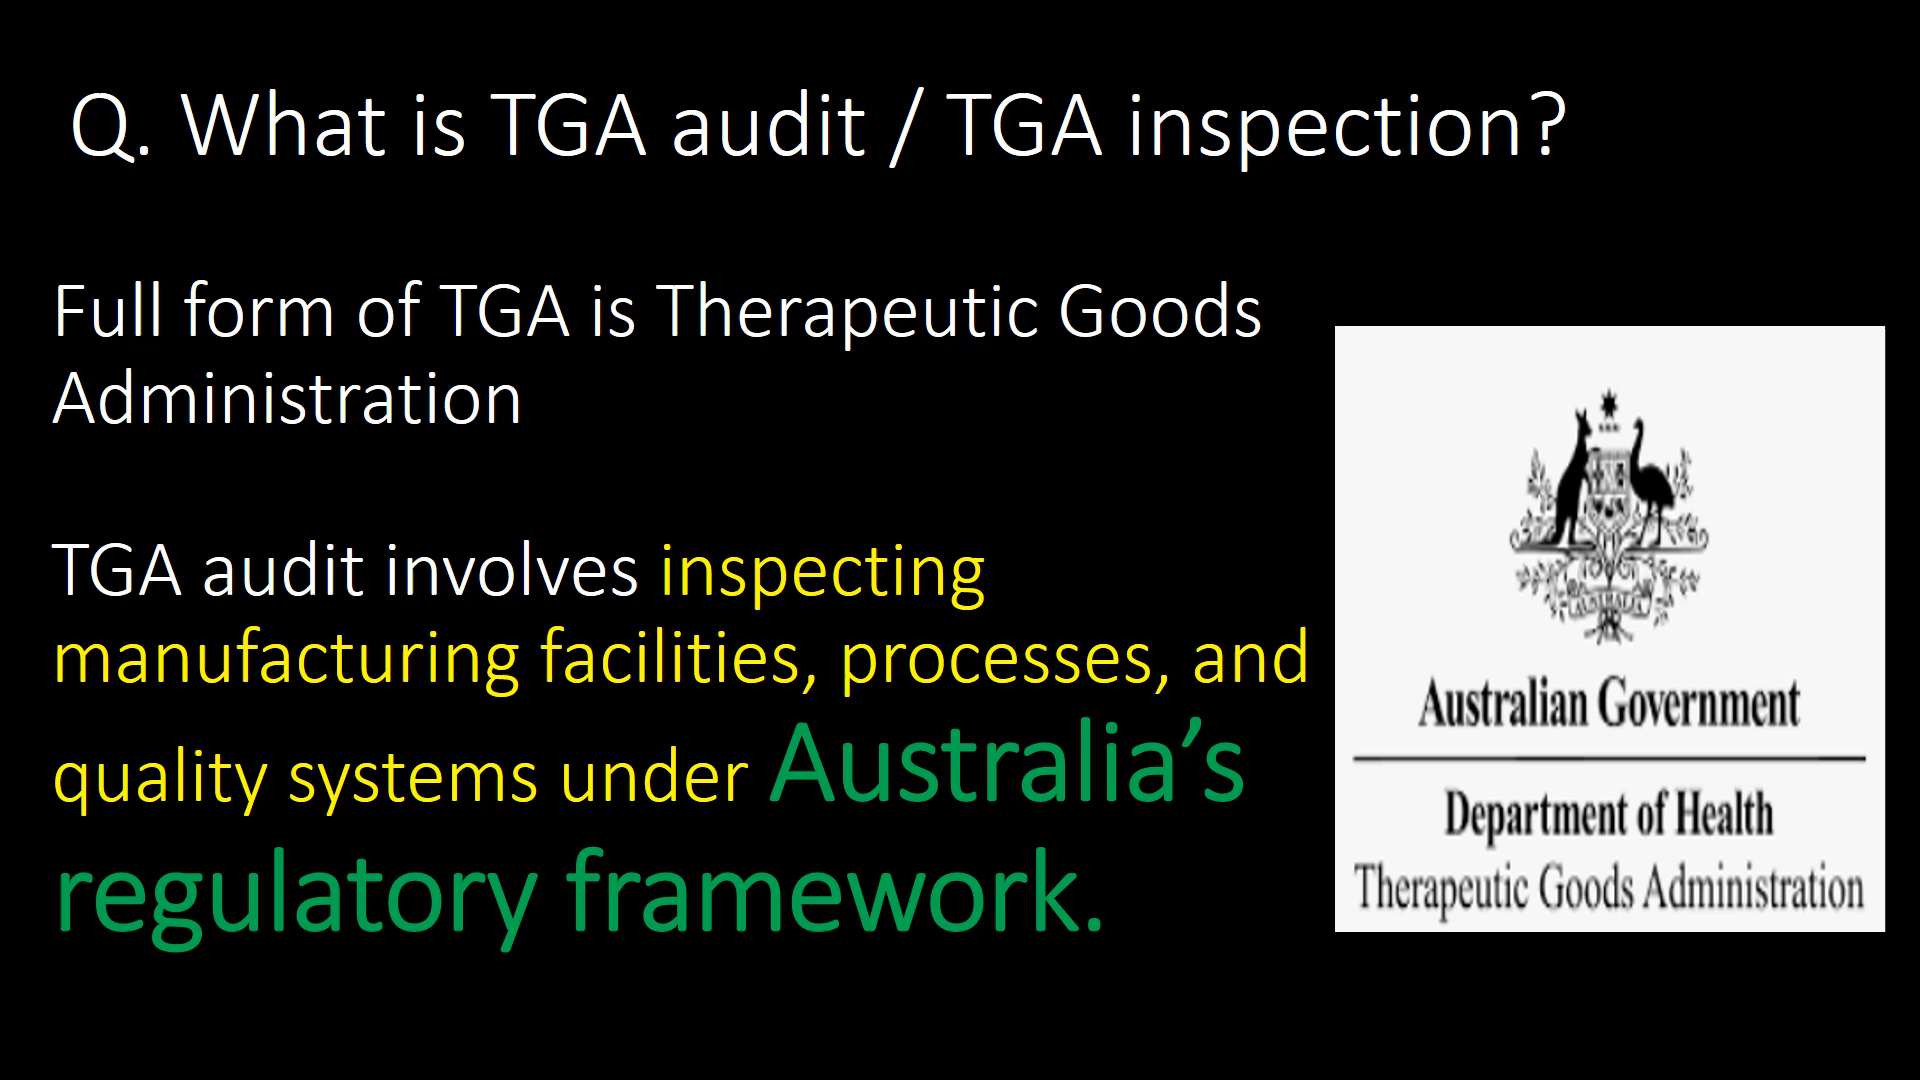 Q. What is TGA audit / TGA inspection?
Full form of TGA is Therapeutic Goods
Administration
TGA audit involves inspecting
manufacturing facilities, processes, and
quality systems under Australia’s
regulatory framework.
AUSTRALIA
Australian Government
Department of Health
Therapeutic Goods Administration